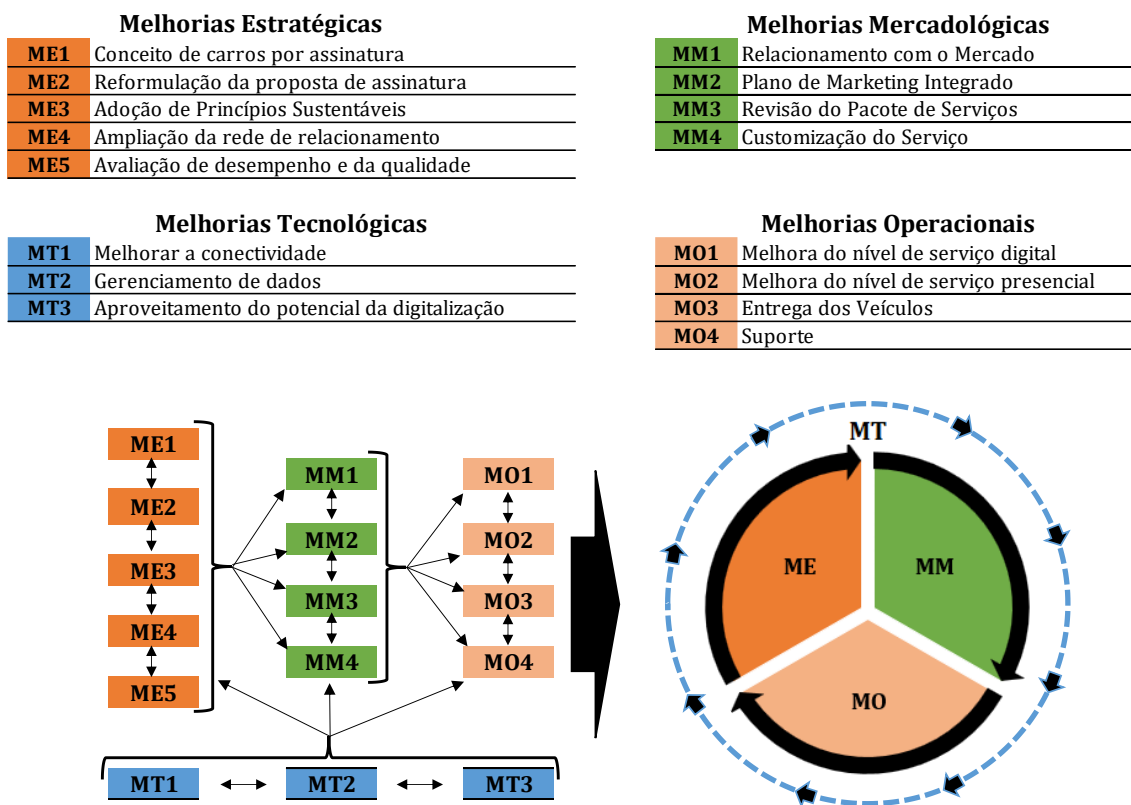 Melhorias Estratégicas
ME1 Conceito de carros por assinatura
ME2 Reformulação da proposta de assinatura
ME3 Adoção de Princípios Sustentáveis
ME4 Ampliação da rede de relacionamento
ME5 Avaliação de desempenho e da qualidade
Melhorias Mercadológicas
MM1 Relacionamento com o Mercado
MM2 Plano de Marketing Integrado
MM3 Revisão do Pacote de Serviços
MM4 Customização do Serviço
Melhorias Tecnológicas
MT1 Melhorar a conectividade
MT2 Gerenciamento de dados
MT3 Aproveitamento do potencial da digitalização
Melhorias Operacionais
MO1 Melhora do nível de serviço digital
MO2 Melhora do nível de serviço presencial
MO3 Entrega dos Veículos
MO4 Suporte
ME1
ME2
ME3
ME4
ME5
MM1
MM2
MM3
MM4
MO1
MO2
MO3
MO4
MT1
MT2
MT3
MT
ME
MM
MO